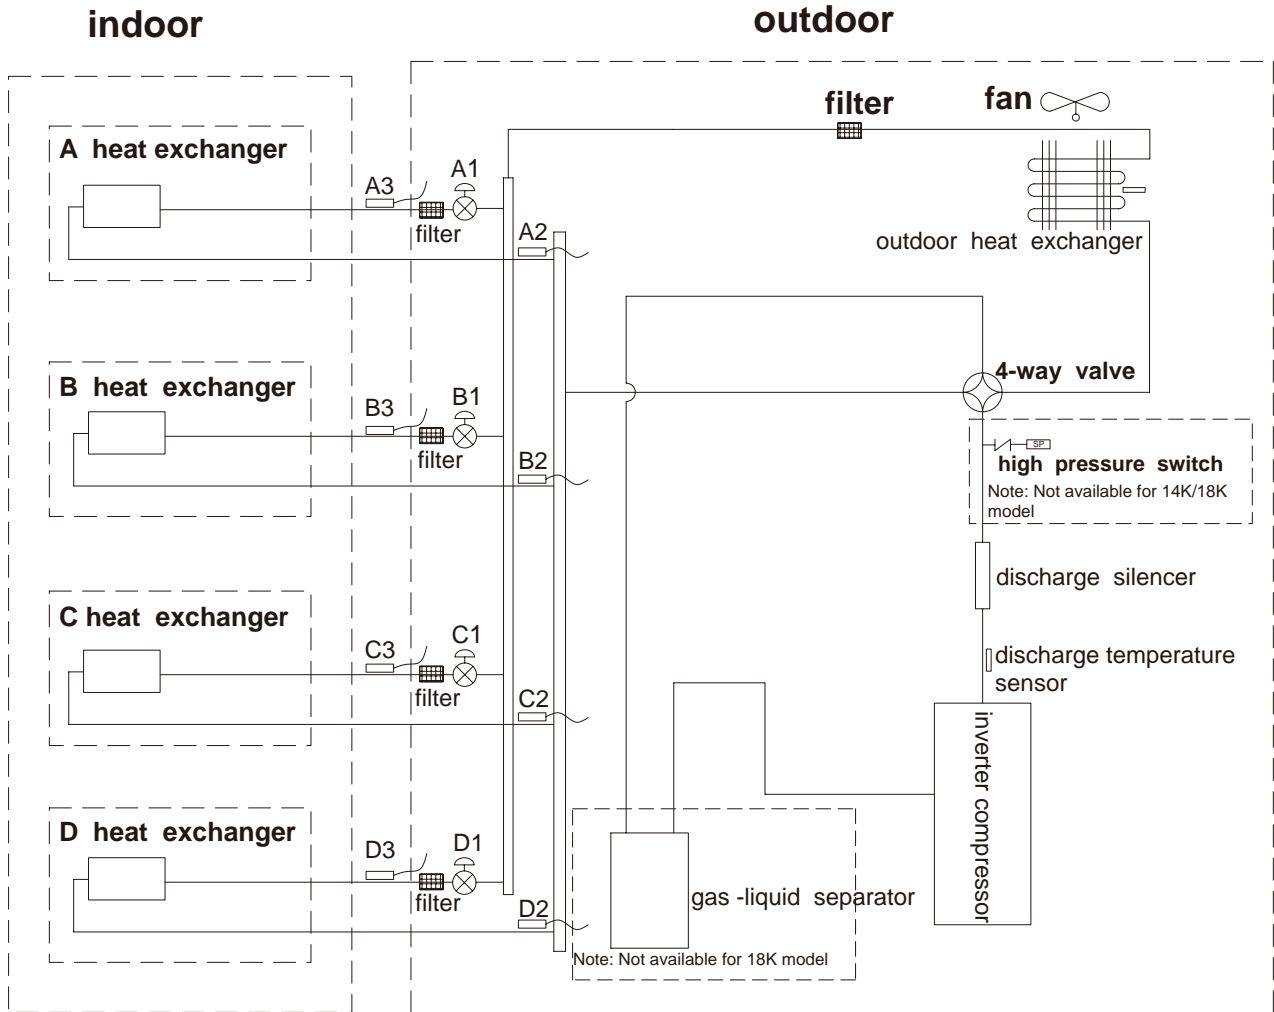 indoor
outdoor
filter
fan
A heat exchanger
A3
A1
filter
A2
outdoor heat exchanger
4-way valve
B heat exchanger
B3
B1
filter
B2
SP
high pressure switch
Note: Not available for 14K/18K
model
discharge silencer
C heat exchanger
C3
C1
filter
C2
discharge temperature
sensor
inverter compressor
D heat exchanger
D3
D1
filter
D2
gas -liquid separator
Note: Not available for 18K model